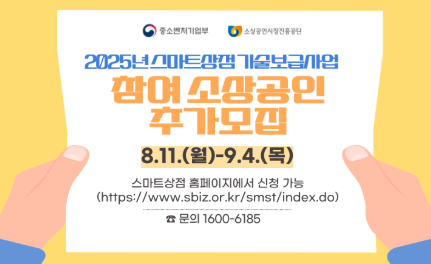 중소벤처기업부 소상공인시장진흥공단
2025년 스마트상점 기술보급사업
참여 소상공인
추가모집
8.11.(월)-9.4.(목)
스마트상점 홈페이지에서 신청 가능
(https://www.sbiz.or.kr/smst/index.do)
☎ 문의 1600-6185